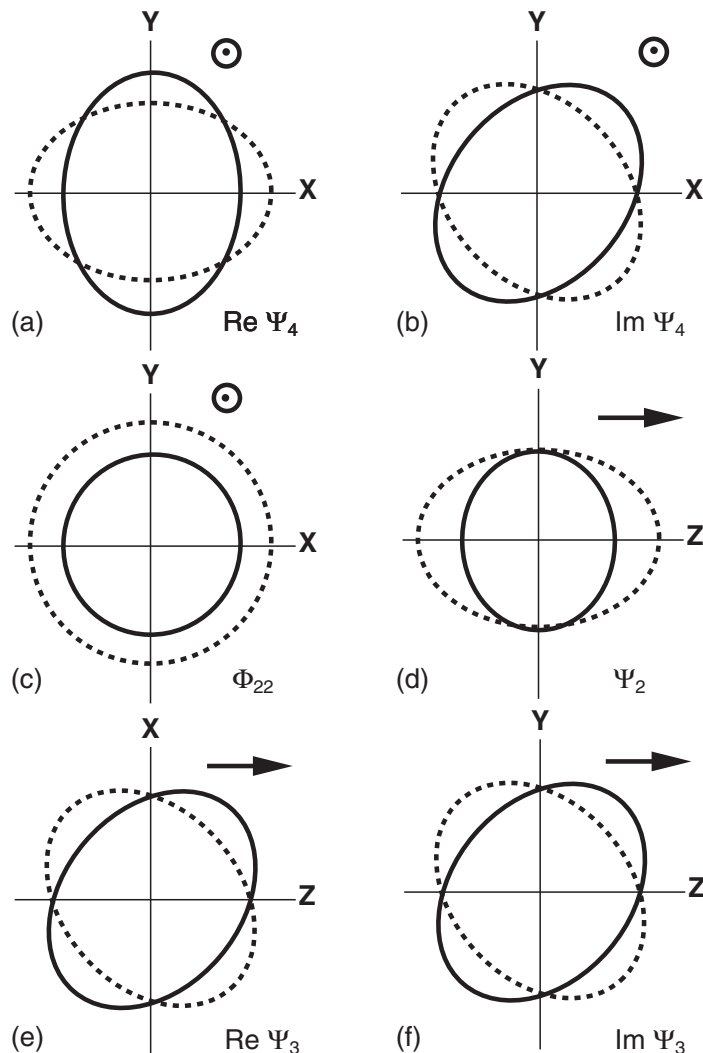 Y
X
(a) Re Ψ4
Y
X
(b) Im Ψ4
Y
X
(c) Φ22
Y
Z
(d) Ψ2
X
Z
(e) Re Ψ3
Y
Z
(f) Im Ψ3